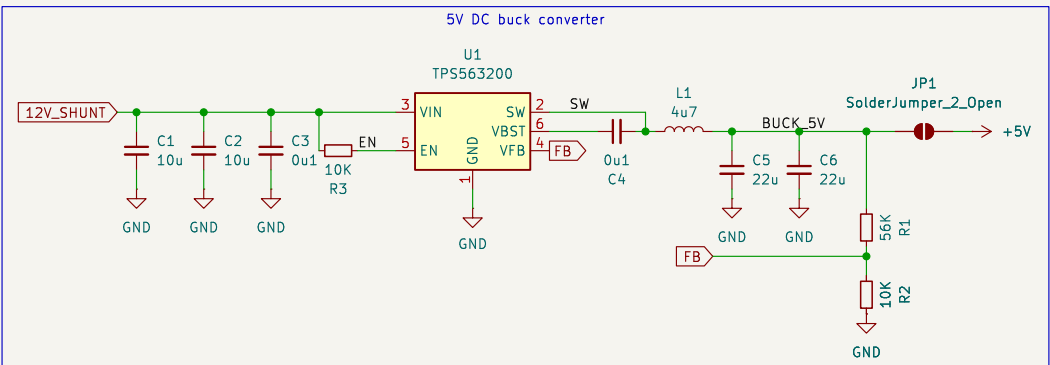 5V DC buck converter
U1
TPS563200
12V_SHUNT
C1
10u
GND
C2
10u
GND
C3
0u1
GND
10K
R3
EN
3
VIN
5
EN
GND
1
GND
SW
2
SW
VBST
6
VFB
4
FB
0u1
C4
L1
4u7
BUCK_5V
C5
22u
GND
C6
22u
GND
JP1
SolderJumper_2_Open
+5V
56K
R1
FB
10K
R2
GND